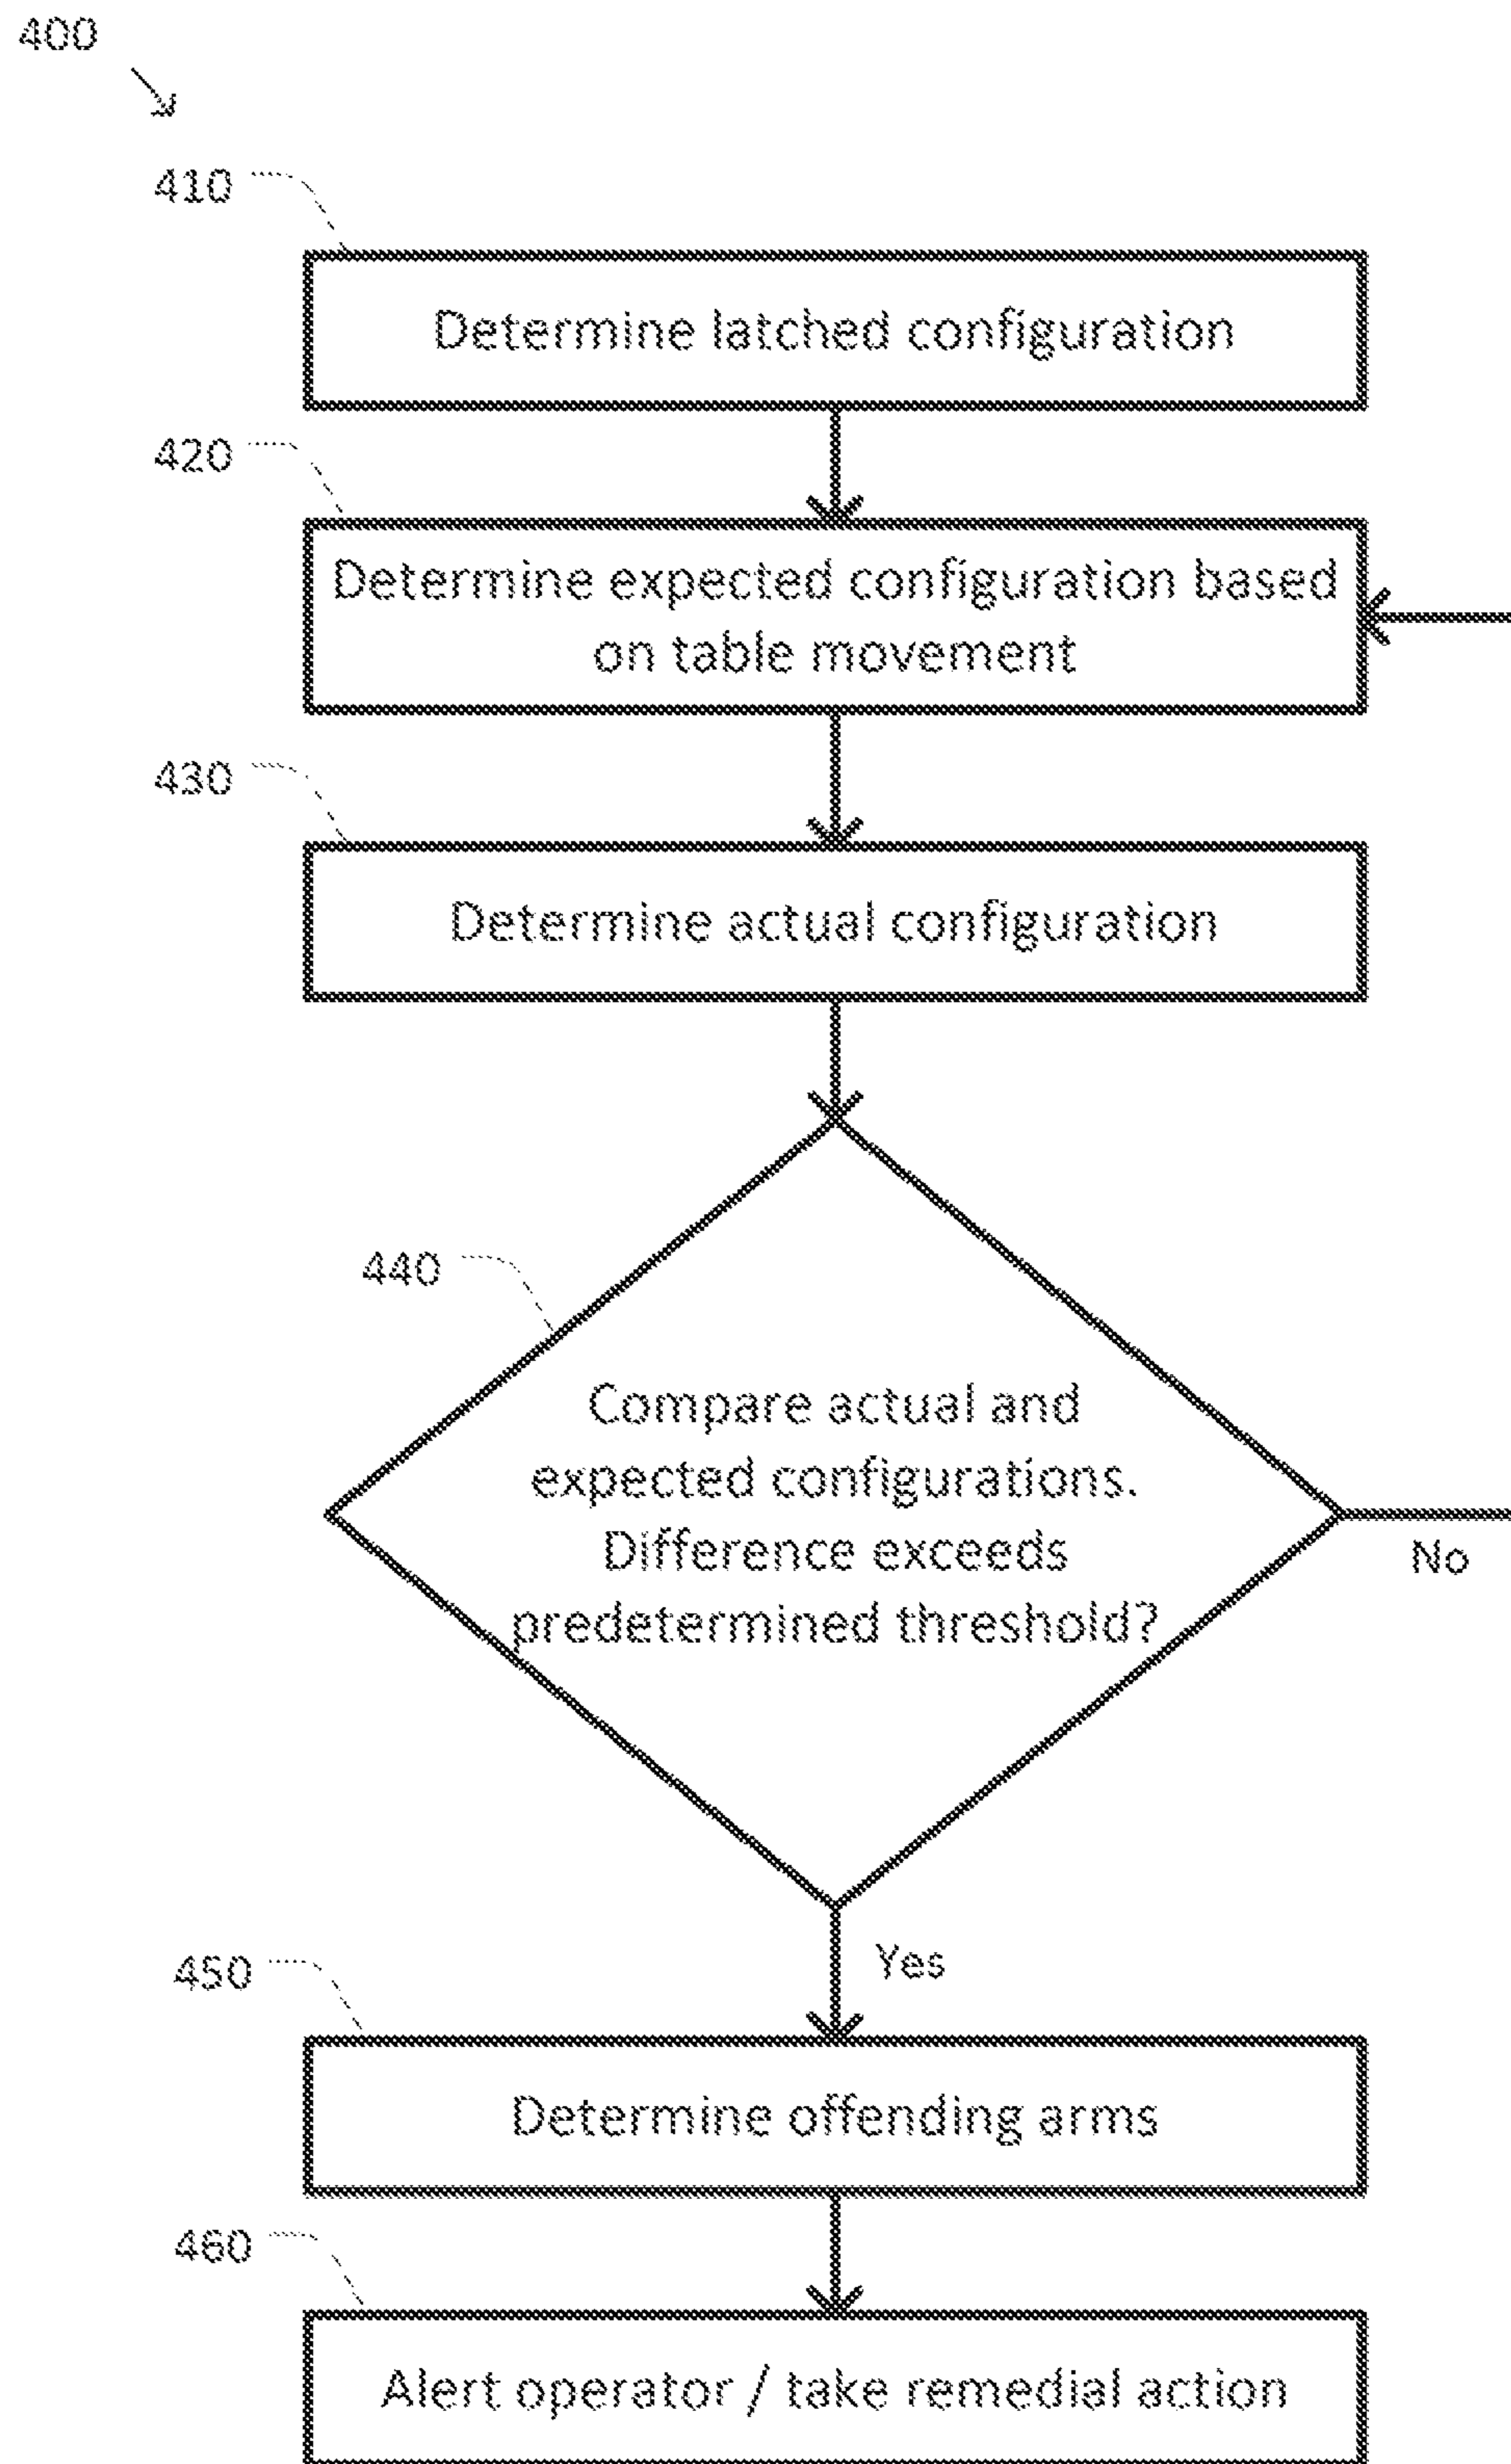 400
410
Determine latched configuration
420
Determine expected configuration based
on table movement
430
Determine actual configuration
440
Compare actual and
expected configurations.
Difference exceeds
predetermined threshold?
No
Yes
450
Determine offending arms
460
Alert operator / take remedial action